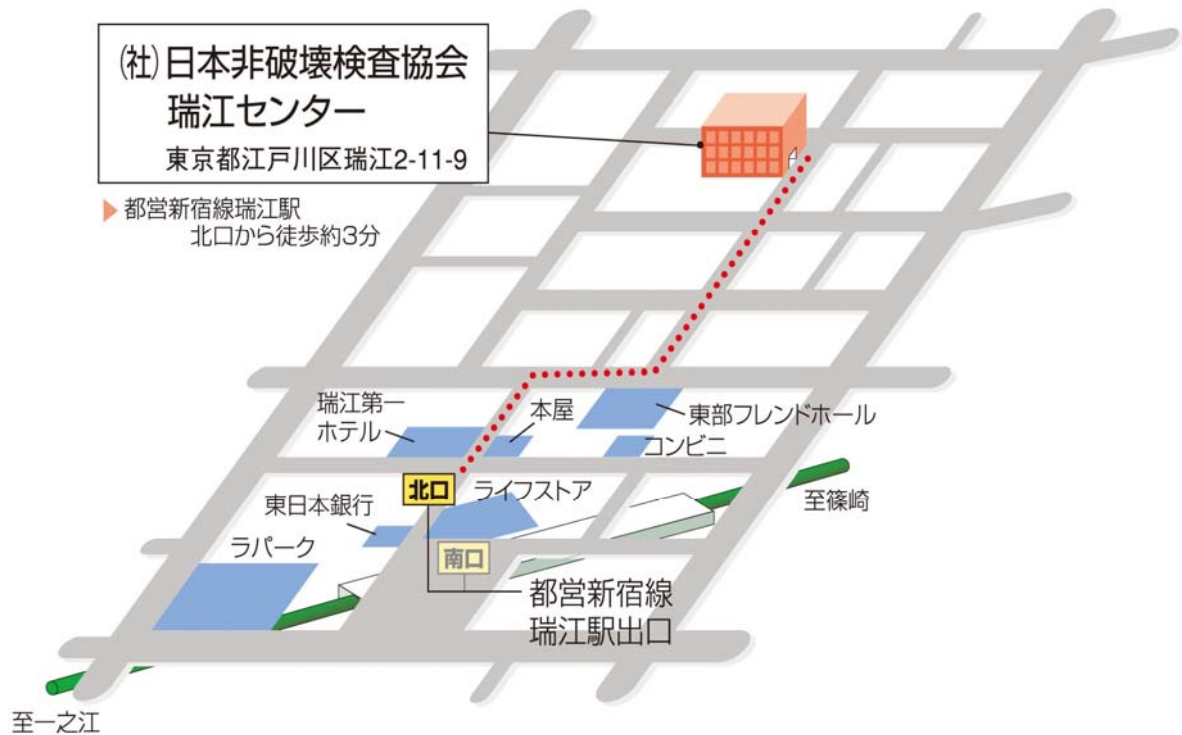 (社)日本非破壊検査協会
瑞江センター
東京都江戸川区瑞江2-11-9
都営新宿線瑞江駅
北口から徒歩約3分
瑞江第一
ホテル
本屋
東部フレンドホール
コンビニ
北口
ライフストア
至篠崎
東日本銀行
ラパーク
南口
都営新宿線
瑞江駅出口
至一之江